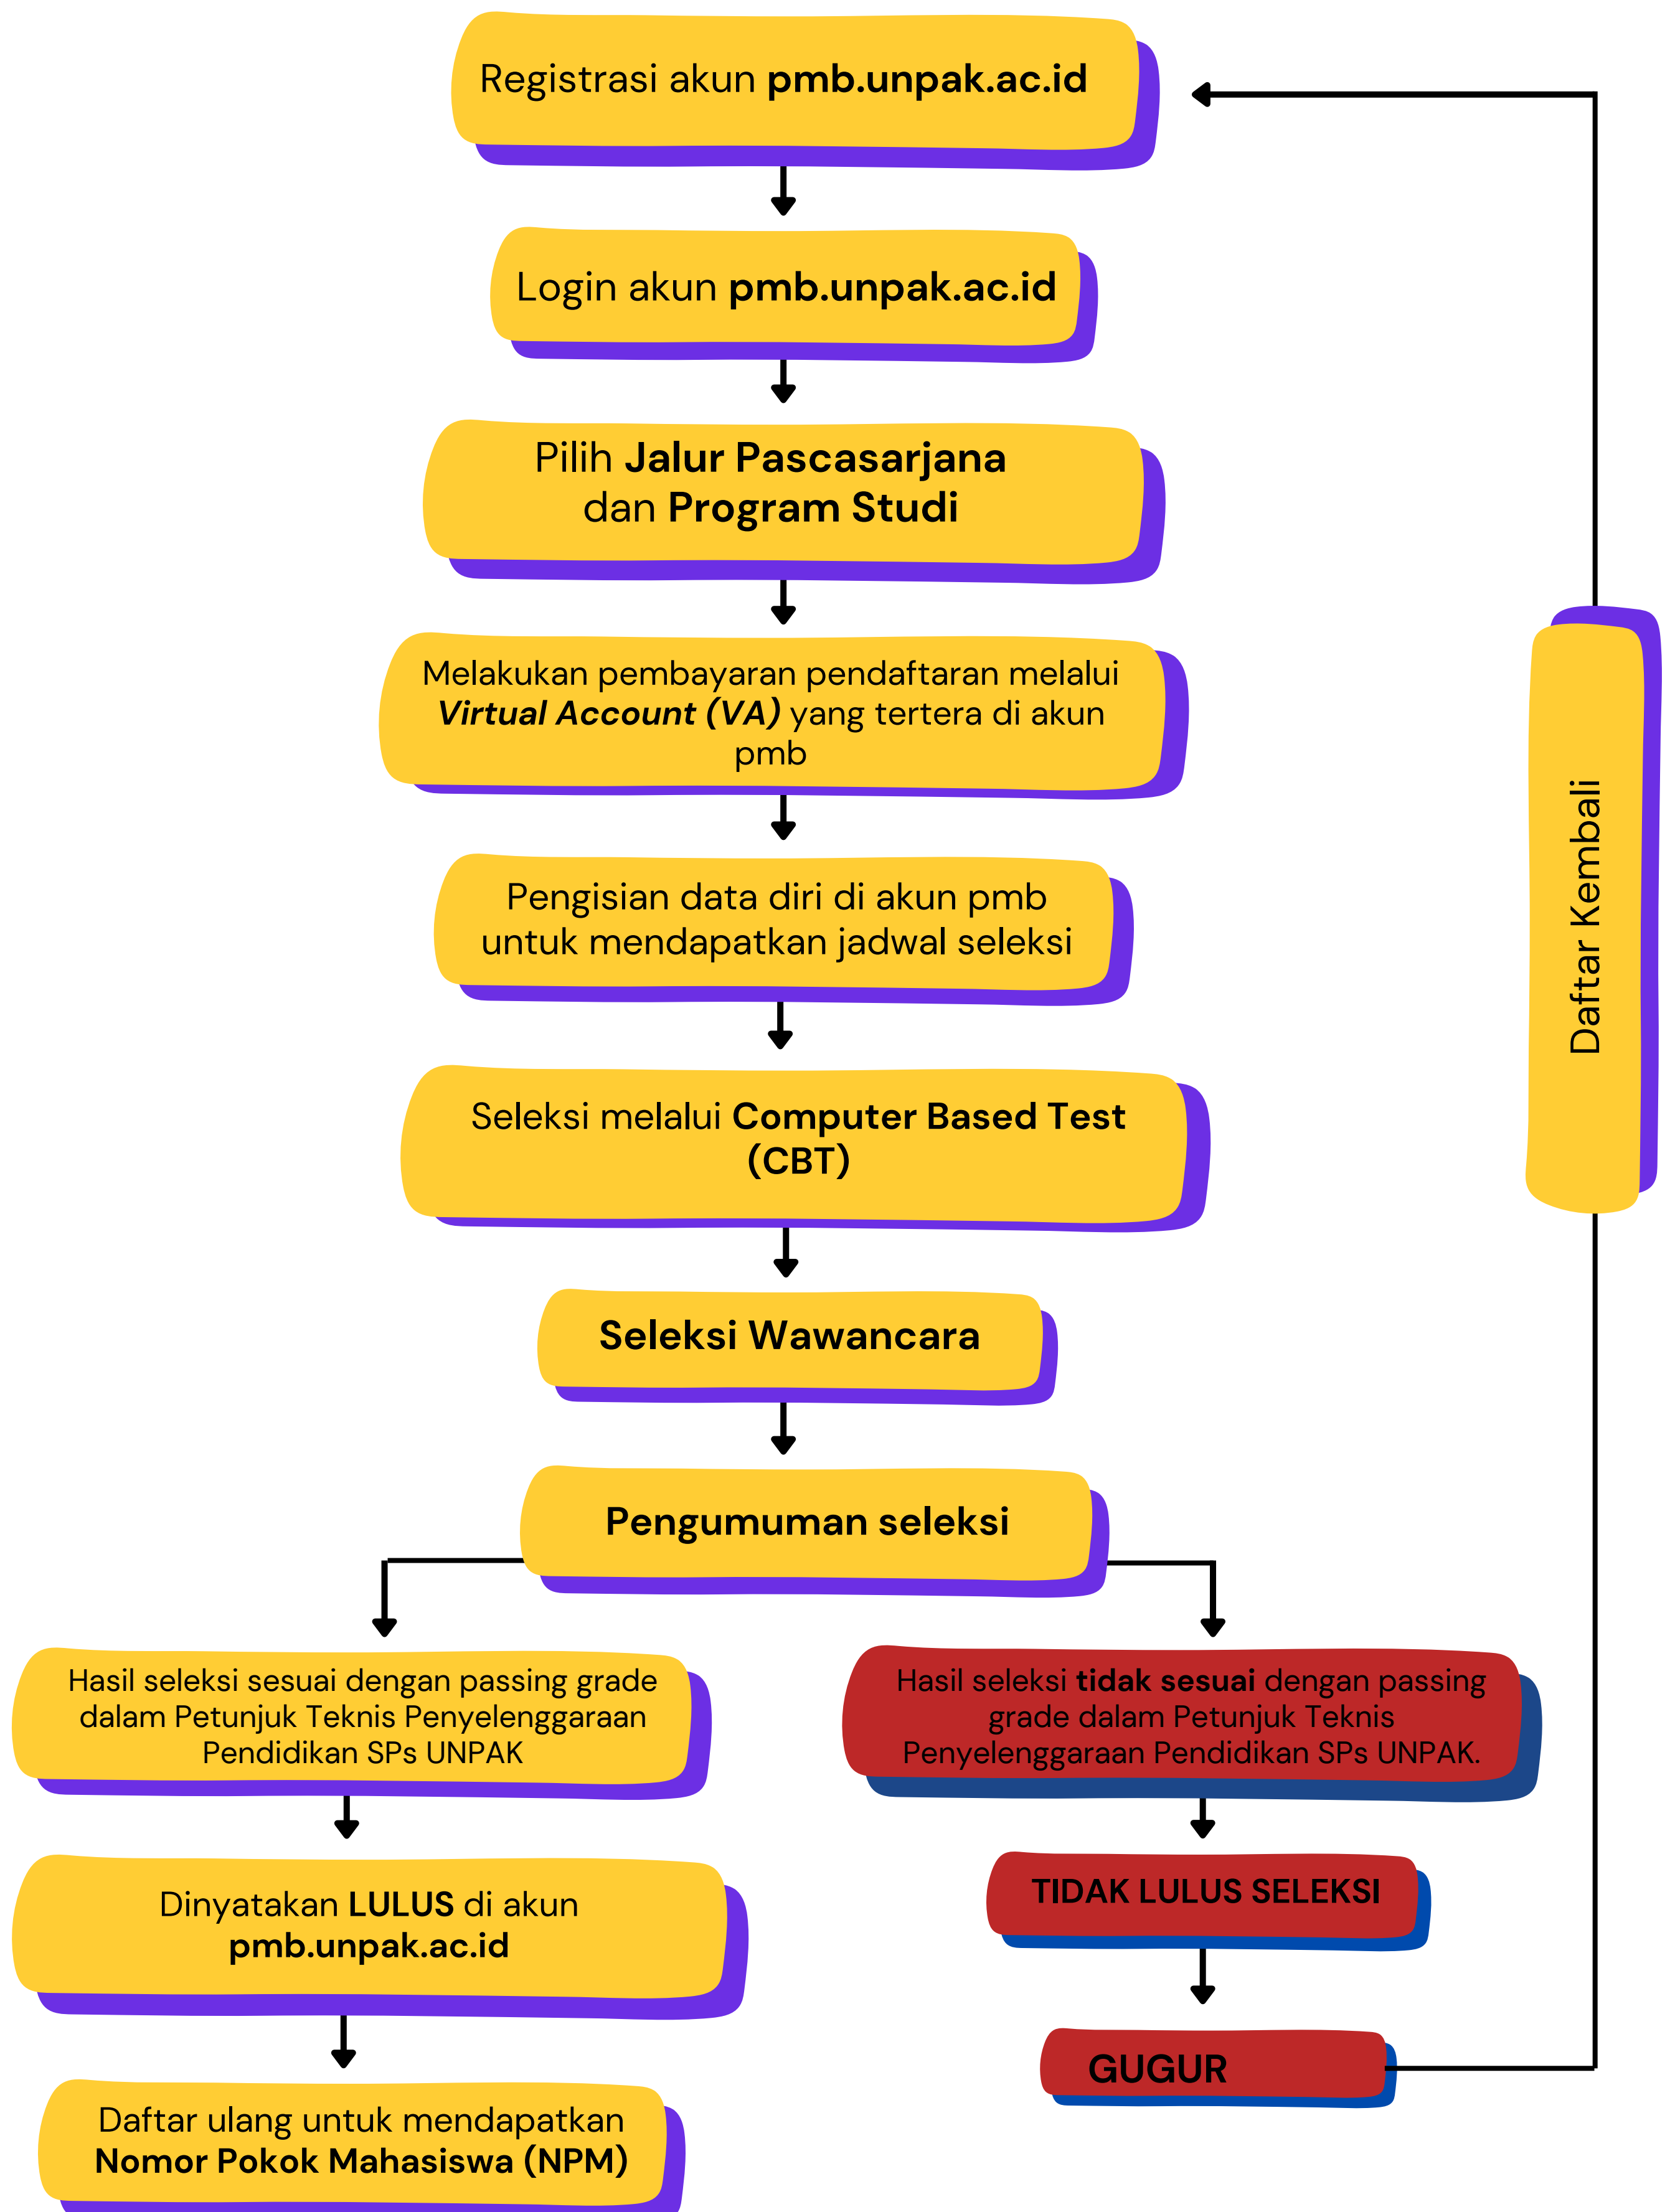 Registrasi akun pmb.unpak.ac.id
Login akun pmb.unpak.ac.id
Pilih Jalur Pascasarjana
dan Program Studi
Melakukan pembayaran pendaftaran melalui
Virtual Account (VA) yang tertera di akun
pmb
Pengisian data diri di akun pmb
untuk mendapatkan jadwal seleksi
Seleksi melalui Computer Based Test
(CBT)
Seleksi Wawancara
Pengumuman seleksi
Hasil seleksi sesuai dengan passing grade
dalam Petunjuk Teknis Penyelenggaraan
Pendidikan SPs UNPAK
Dinyatakan LULUS di akun
pmb.unpak.ac.id
Daftar ulang untuk mendapatkan
Nomor Pokok Mahasiswa (NPM)
Hasil seleksi tidak sesuai dengan passing
grade dalam Petunjuk Teknis
Penyelenggaraan Pendidikan SPs UNPAK.
TIDAK LULUS SELEKSI
GUGUR
Daftar Kembali